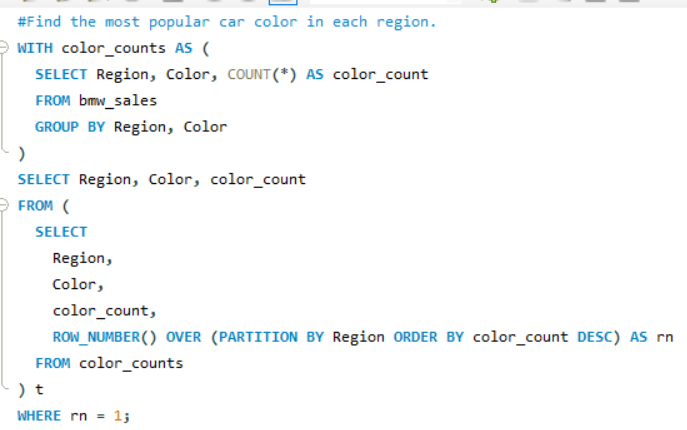 #Find the most popular car color in each region.
WITH color_counts AS (
SELECT Region, Color, COUNT(*) AS color_count
FROM bmw_sales
GROUP BY Region, Color
)
SELECT Region, Color, color_count
FROM (
SELECT
Region,
Color,
color_count,
ROW_NUMBER() OVER (PARTITION BY Region ORDER BY color_count DESC) AS rn
FROM color_counts
) t
WHERE rn = 1;